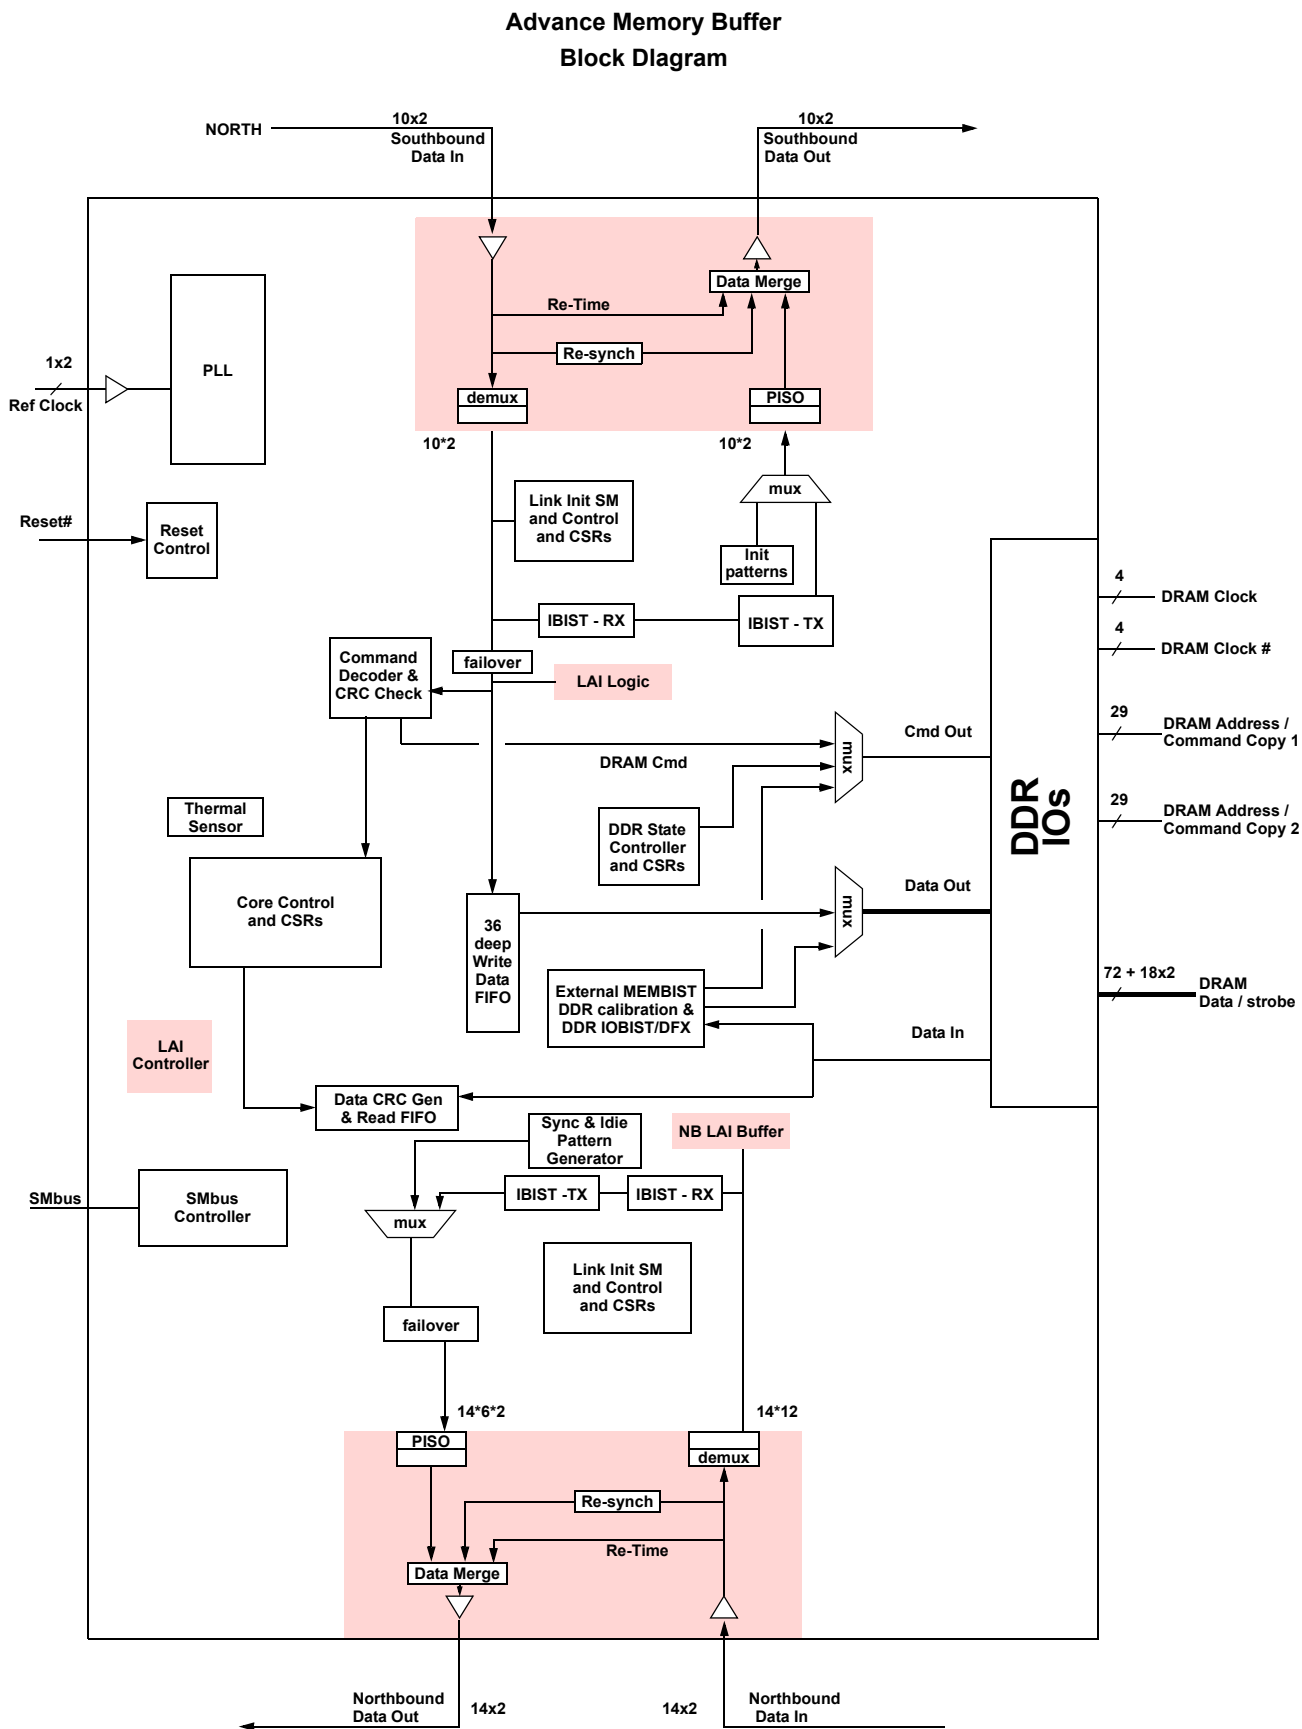 Advance Memory Buffer
Block DIagram
10x2
10x2
NORTH
Southbound
Data In
Southbound
Data Out
Data Merge
Re-Time
Re-synch
1x2
PLL
Ref Clock
demux
PISO
10*2
10*2
mux
Link Init SM
and Control
and CSRs
Reset#
Reset
Control
Init
patterns
4
DRAM Clock
IBIST - RX
IBIST - TX
4
DRAM Clock #
Command
Decoder &
CRC Check
failover
LAI Logic
29
DRAM Address /
Command Copy 1
Cmd Out
mux
DRAM Cmd
DDR
IOs
Thermal
Sensor
29
DRAM Address /
Command Copy 2
DDR State
Controller
and CSRs
Core Control
and CSRs
Data Out
mux
36
deep
Write
Data
FIFO
72 + 18x2
DRAM
Data / strobe
External MEMBIST
DDR calibration &
DDR IOBIST/DFX
Data In
LAI
Controller
Data CRC Gen
& Read FIFO
Sync & Idie
Pattern
Generator
NB LAI Buffer
SMbus
SMbus
Controller
IBIST -TX
IBIST - RX
mux
Link Init SM
and Control
and CSRs
failover
14*6*2
14*12
PISO
demux
Re-synch
Re-Time
Data Merge
Northbound
Data Out
14x2
14x2
Northbound
Data In